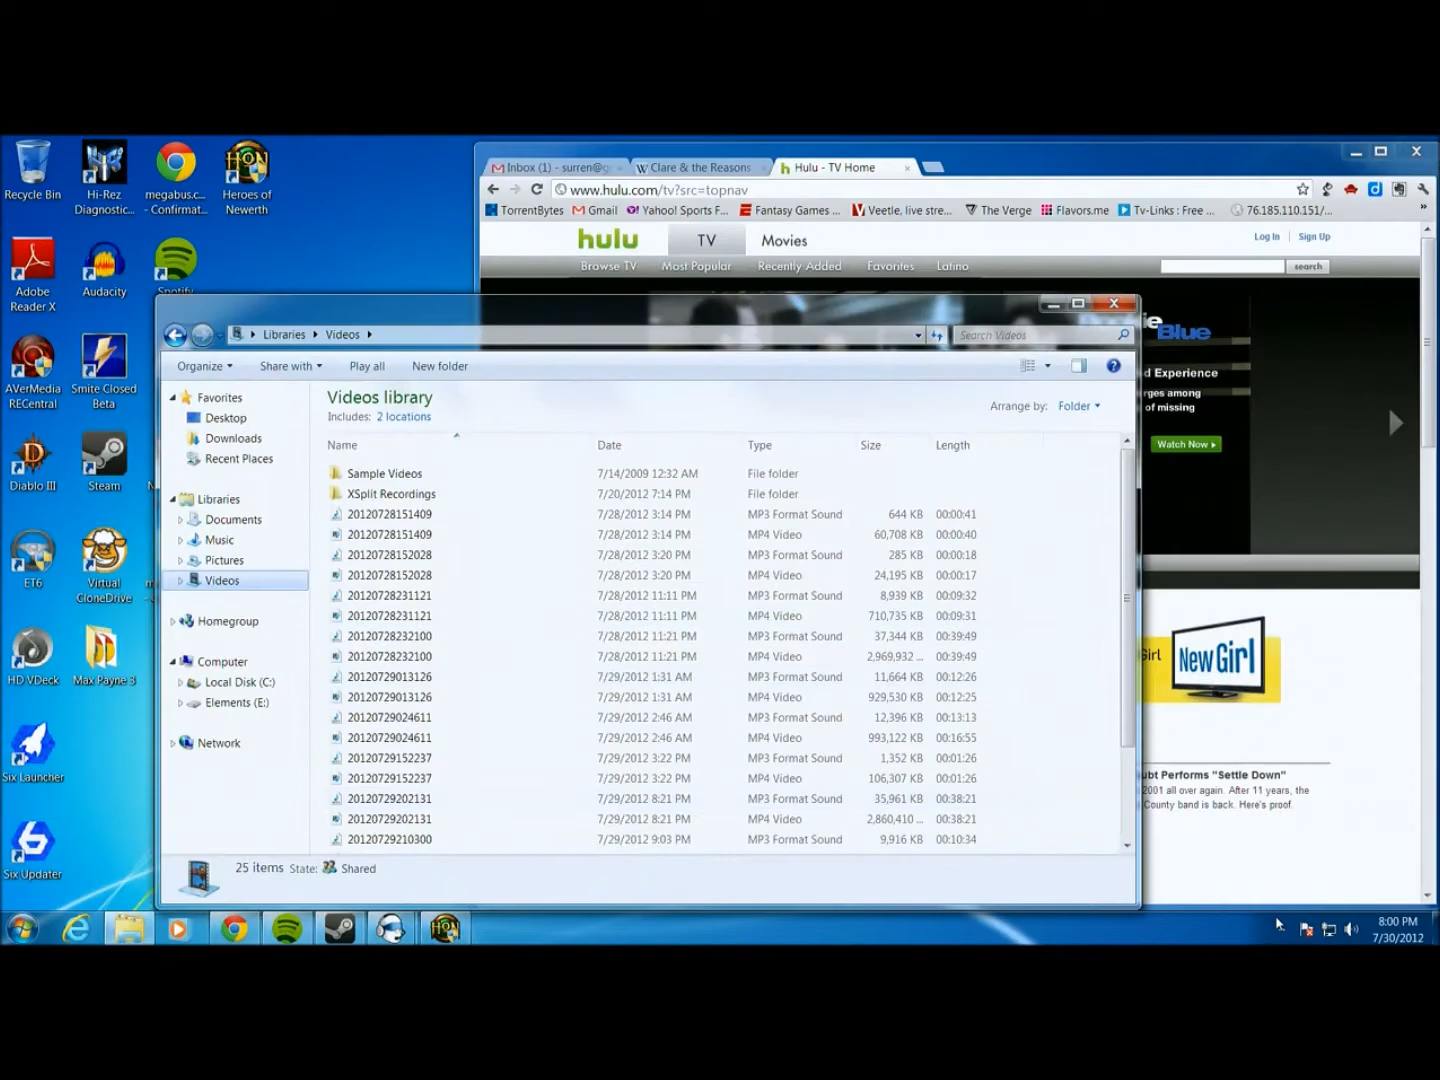 Recycle Bin
Hi-Rez Diagnostic...
megabus.c... - Confirmat...
Heroes of Newerth
Adobe Reader X
Audacity
Spotify
AVerMedia RECentral
Smite Closed Beta
Diablo III
Steam
ET6
Virtual CloneDrive
HD VDeck
Max Payne 3
Six Launcher
Six Updater
Inbox (1) - surren@g
Clare & the Reasons
Hulu - TV Home
www.hulu.com/tv?src=topnav
TorrentBytes
Gmail
Yahoo! Sports F...
Fantasy Games ...
Veetle, live stre...
The Verge
Flavors.me
Tv-Links : Free ...
76.185.110.151/...
hulu
TV
Movies
Log In
Sign Up
Browse TV
Most Popular
Recently Added
Favorites
Latino
search
ie
Blue
d Experience
rges among
of missing
Watch Now
Girl
New Girl
ubt Performs "Settle Down"
2001 all over again. After 11 years, the
County band is back. Here's proof.
Libraries
Videos
Search Videos
Organize
Share with
Play all
New folder
Favorites
Desktop
Downloads
Recent Places
Libraries
Documents
Music
Pictures
Videos
Homegroup
Computer
Local Disk (C:)
Elements (E:)
Network
Videos library
Includes: 2 locations
Arrange by: Folder
Name Date Type Size Length
Sample Videos 7/14/2009 12:32 AM File folder
XSplit Recordings 7/20/2012 7:14 PM File folder
20120728151409 7/28/2012 3:14 PM MP3 Format Sound 644 KB 00:00:41
20120728151409 7/28/2012 3:14 PM MP4 Video 60,708 KB 00:00:40
20120728152028 7/28/2012 3:20 PM MP3 Format Sound 285 KB 00:00:18
20120728152028 7/28/2012 3:20 PM MP4 Video 24,195 KB 00:00:17
20120728231121 7/28/2012 11:11 PM MP3 Format Sound 8,939 KB 00:09:32
20120728231121 7/28/2012 11:11 PM MP4 Video 710,735 KB 00:09:31
20120728232100 7/28/2012 11:21 PM MP3 Format Sound 37,344 KB 00:39:49
20120728232100 7/28/2012 11:21 PM MP4 Video 2,969,932 ... 00:39:49
20120729013126 7/29/2012 1:31 AM MP3 Format Sound 11,664 KB 00:12:26
20120729013126 7/29/2012 1:31 AM MP4 Video 929,530 KB 00:12:25
20120729024611 7/29/2012 2:46 AM MP3 Format Sound 12,396 KB 00:13:13
20120729024611 7/29/2012 2:46 AM MP4 Video 993,122 KB 00:16:55
20120729152237 7/29/2012 3:22 PM MP3 Format Sound 1,352 KB 00:01:26
20120729152237 7/29/2012 3:22 PM MP4 Video 106,307 KB 00:01:26
20120729202131 7/29/2012 8:21 PM MP3 Format Sound 35,961 KB 00:38:21
20120729202131 7/29/2012 8:21 PM MP4 Video 2,860,410 ... 00:38:21
20120729210300 7/29/2012 9:03 PM MP3 Format Sound 9,916 KB 00:10:34
25 items State: Shared
8:00 PM
7/30/2012